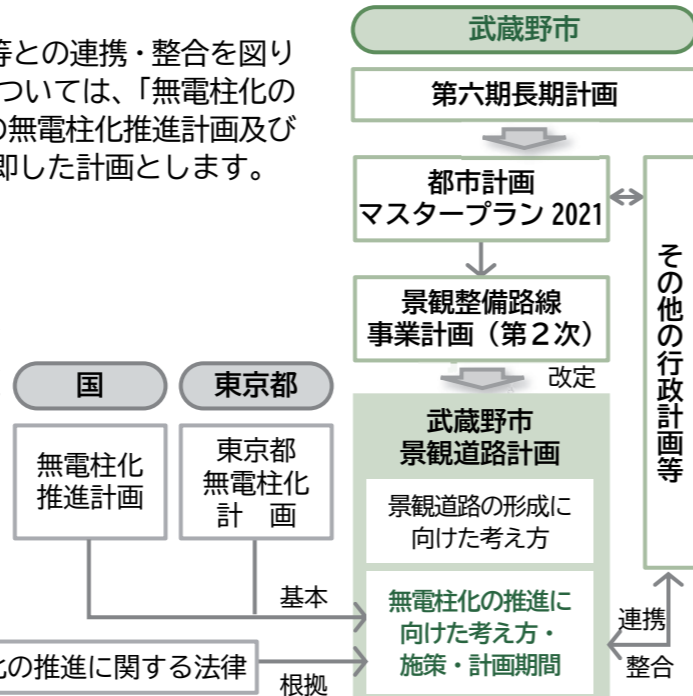 等との連携・整合を図り
ついては、「無電柱化の
の無電柱化推進計画及び
即した計画とします。
武蔵野市
第六期長期計画
都市計画
マスタープラン 2021
その他の行政計画等
景観整備路線
事業計画（第２次）
改定
国
東京都
無電柱化
推進計画
東京都
無電柱化
計　画
武蔵野市
景観道路計画
景観道路の形成に
向けた考え方
基本
無電柱化の推進に
向けた考え方・
施策・計画期間
連携
整合
化の推進に関する法律
根拠